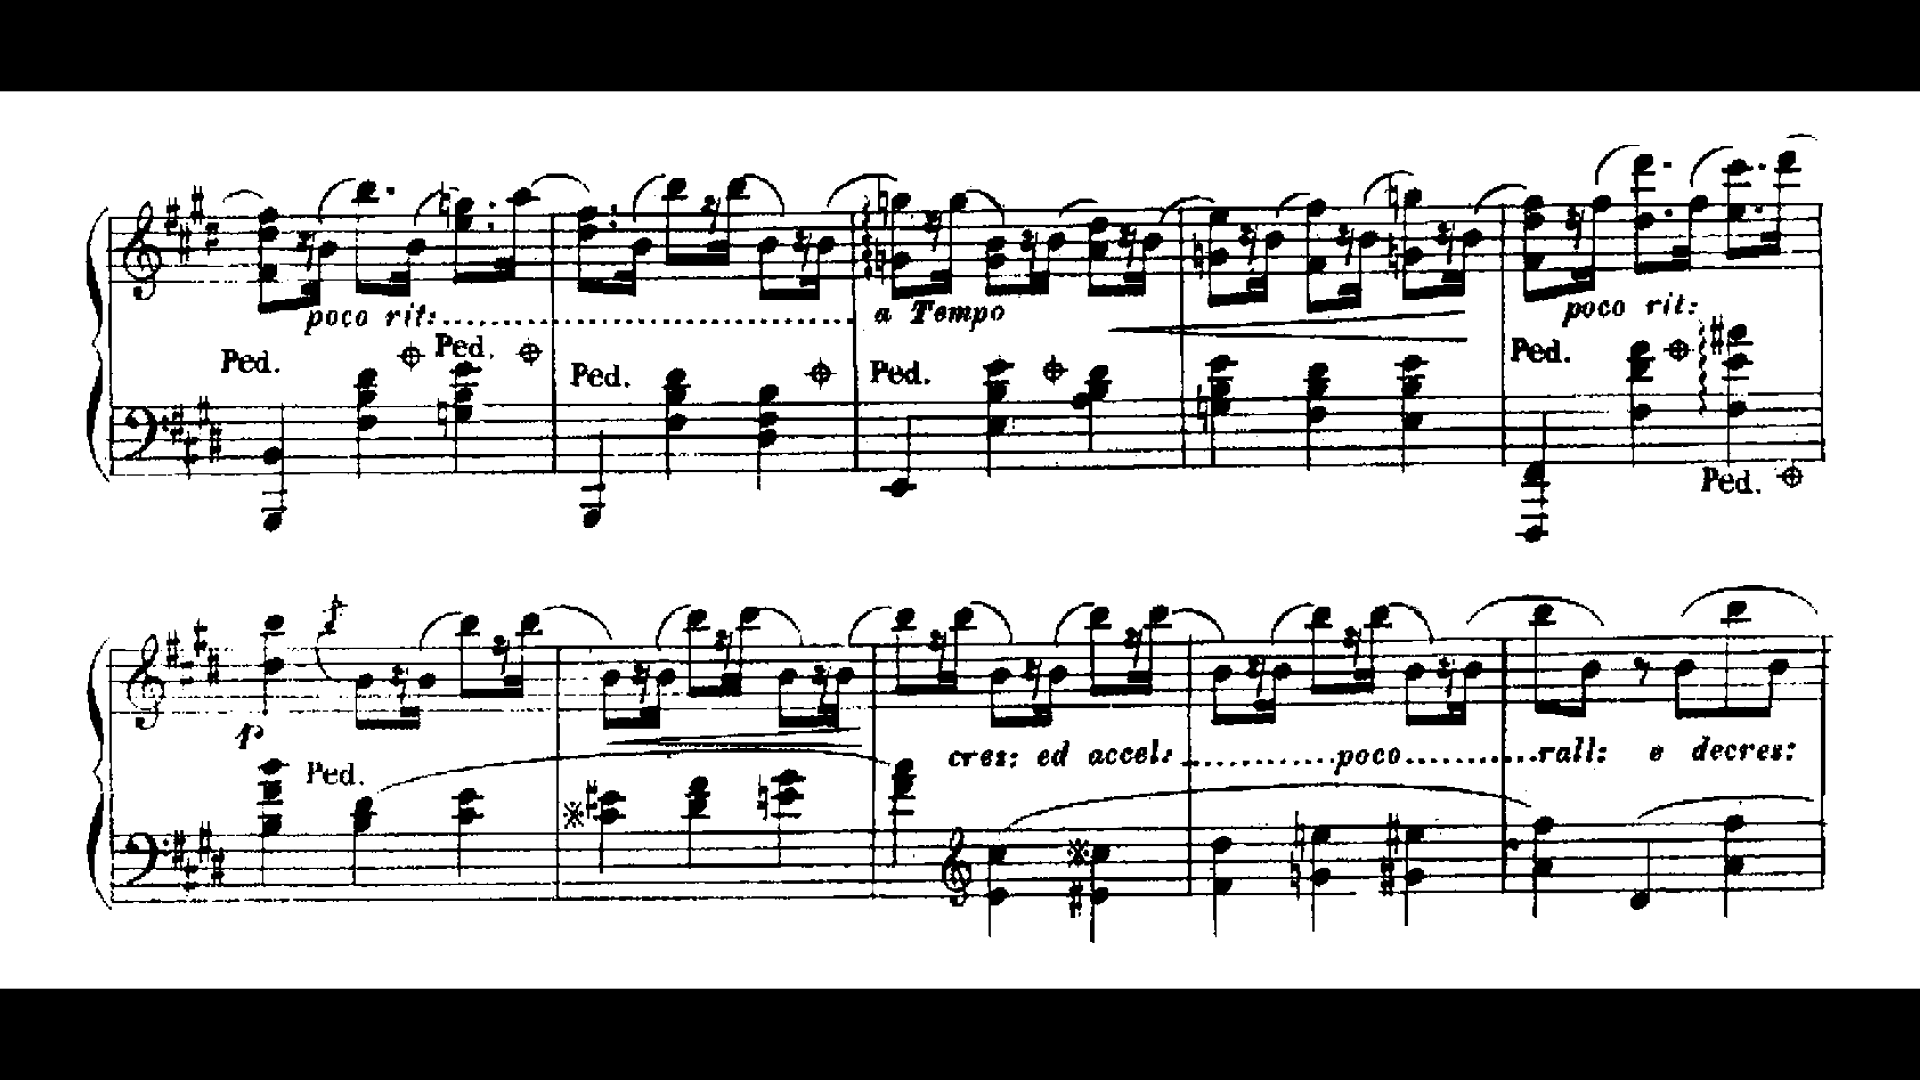 poco rit:
a Tempo
poco rit:
Ped. Ped. Ped. Ped. Ped.
Ped.
p
Ped.
cres: ed accel: poco rall: e decres: